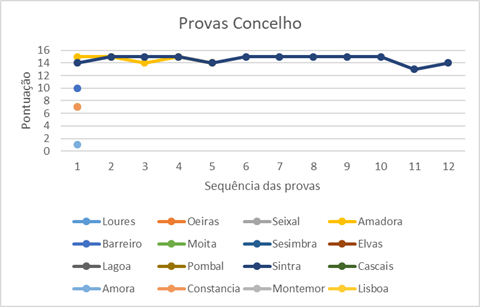 Provas Concelho
Pontuação
16
14
12
10
8
6
4
2
0
1 2 3 4 5 6 7 8 9 10 11 12
Sequência das provas
Loures Oeiras Seixal Amadora
Barreiro Moita Sesimbra Elvas
Lagoa Pombal Sintra Cascais
Amora Constancia Montemor Lisboa